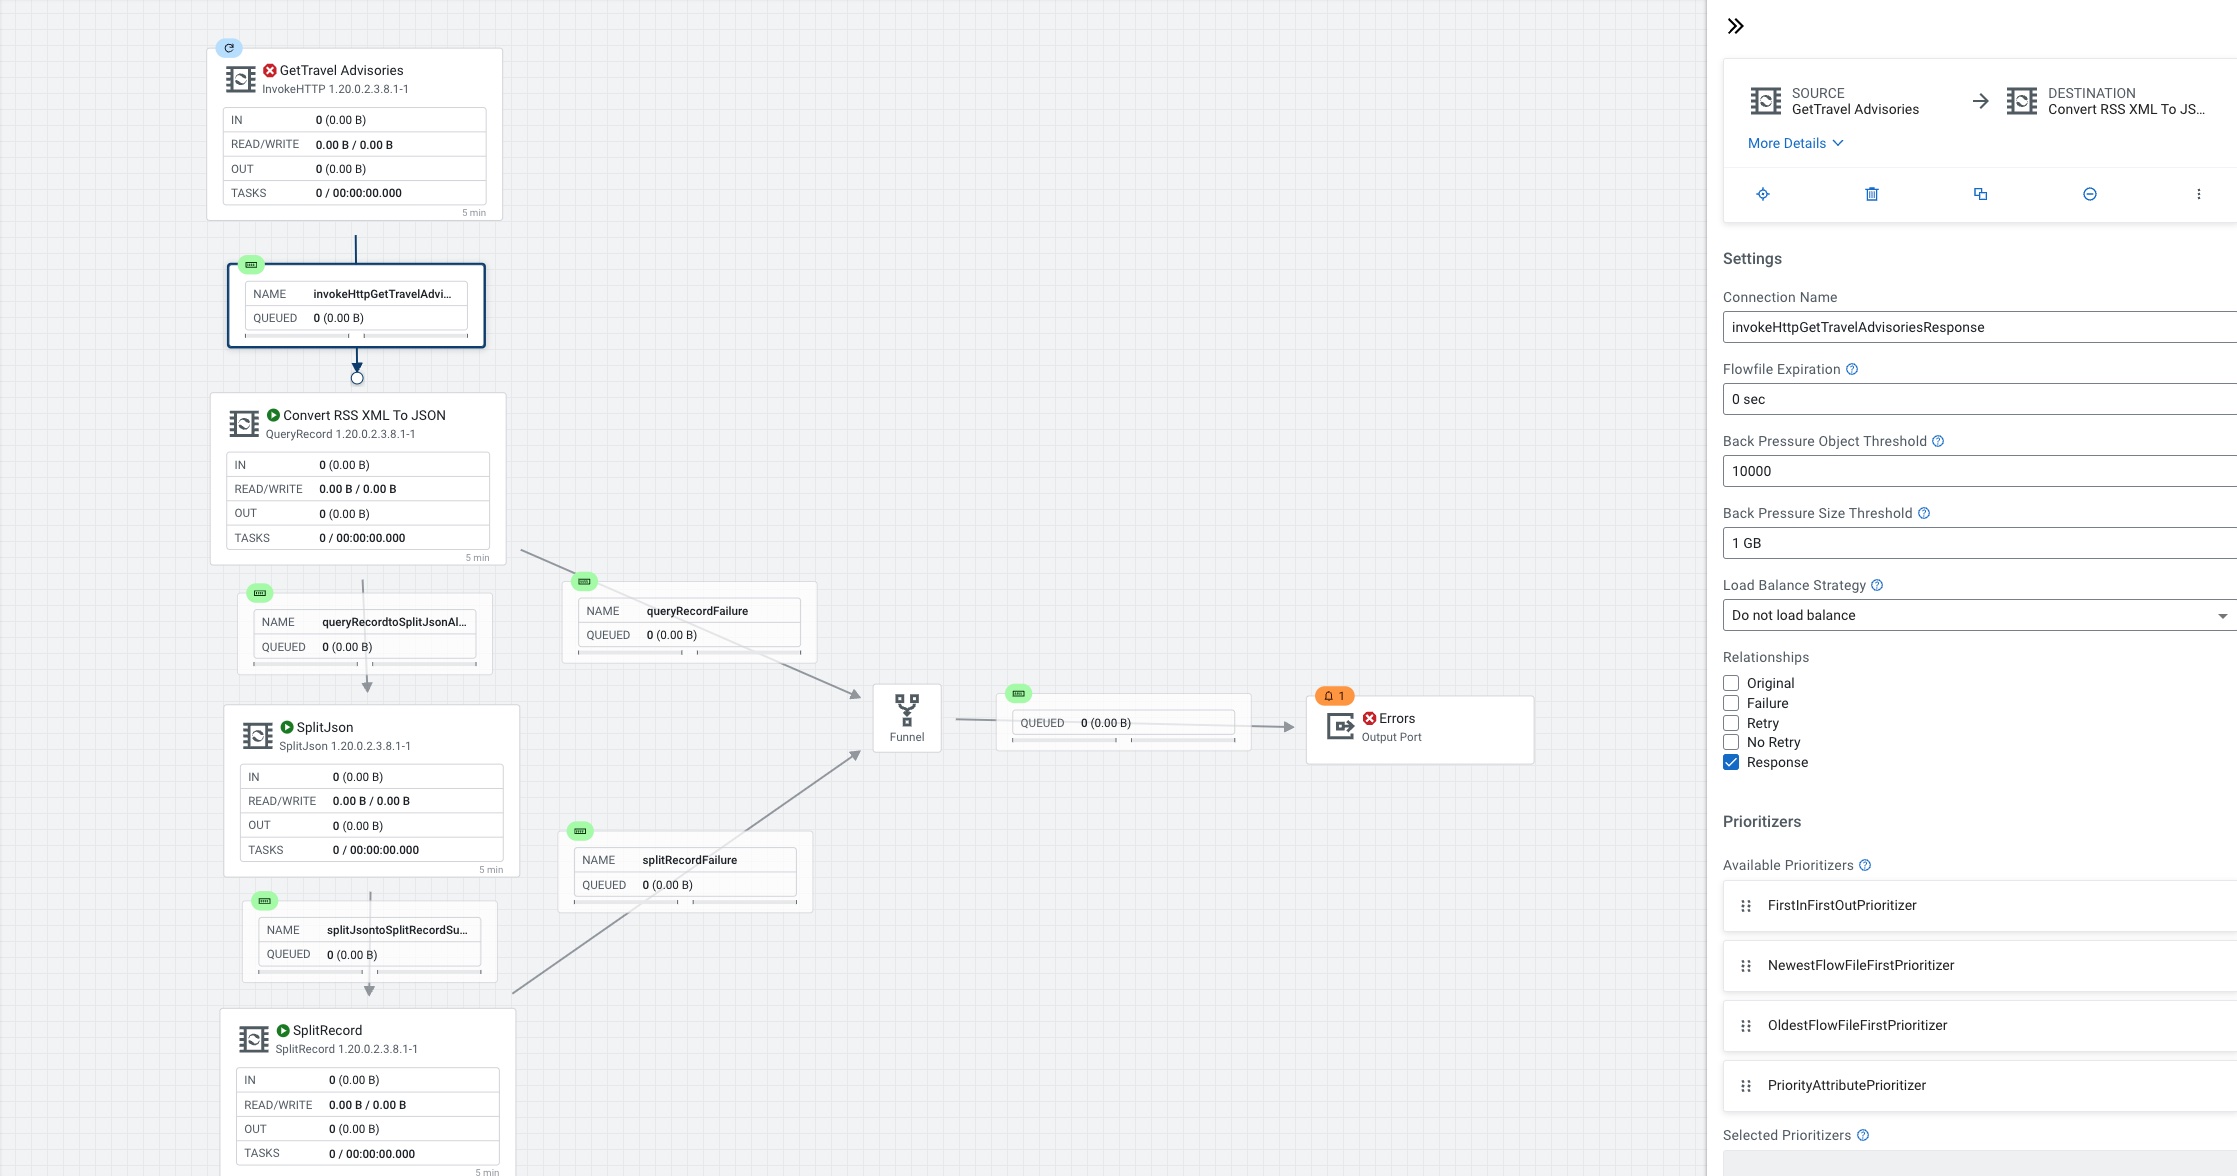 GetTravel Advisories
InvokeHTTP 1.20.0.2.3.8.1-1
IN 0 (0.00 B)
READ/WRITE 0.00 B / 0.00 B
OUT 0 (0.00 B)
TASKS 0 / 00:00:00.000
5 min
NAME invokeHttpGetTravelAdvi...
QUEUED 0 (0.00 B)
Convert RSS XML To JSON
QueryRecord 1.20.0.2.3.8.1-1
IN 0 (0.00 B)
READ/WRITE 0.00 B / 0.00 B
OUT 0 (0.00 B)
TASKS 0 / 00:00:00.000
5 min
NAME queryRecordtoSplitJsonAl...
QUEUED 0 (0.00 B)
NAME queryRecordFailure
QUEUED 0 (0.00 B)
SplitJson
SplitJson 1.20.0.2.3.8.1-1
IN 0 (0.00 B)
READ/WRITE 0.00 B / 0.00 B
OUT 0 (0.00 B)
TASKS 0 / 00:00:00.000
5 min
Funnel
QUEUED 0 (0.00 B)
1
Errors
Output Port
NAME splitRecordFailure
QUEUED 0 (0.00 B)
NAME splitJsontoSplitRecordSu...
QUEUED 0 (0.00 B)
SplitRecord
SplitRecord 1.20.0.2.3.8.1-1
IN 0 (0.00 B)
READ/WRITE 0.00 B / 0.00 B
OUT 0 (0.00 B)
TASKS 0 / 00:00:00.000
5 min
SOURCE
GetTravel Advisories
DESTINATION
Convert RSS XML To JS...
More Details
Settings
Connection Name
invokeHttpGetTravelAdvisoriesResponse
Flowfile Expiration
0 sec
Back Pressure Object Threshold
10000
Back Pressure Size Threshold
1 GB
Load Balance Strategy
Do not load balance
Relationships
Original
Failure
Retry
No Retry
Response
Prioritizers
Available Prioritizers
FirstInFirstOutPrioritizer
NewestFlowFileFirstPrioritizer
OldestFlowFileFirstPrioritizer
PriorityAttributePrioritizer
Selected Prioritizers